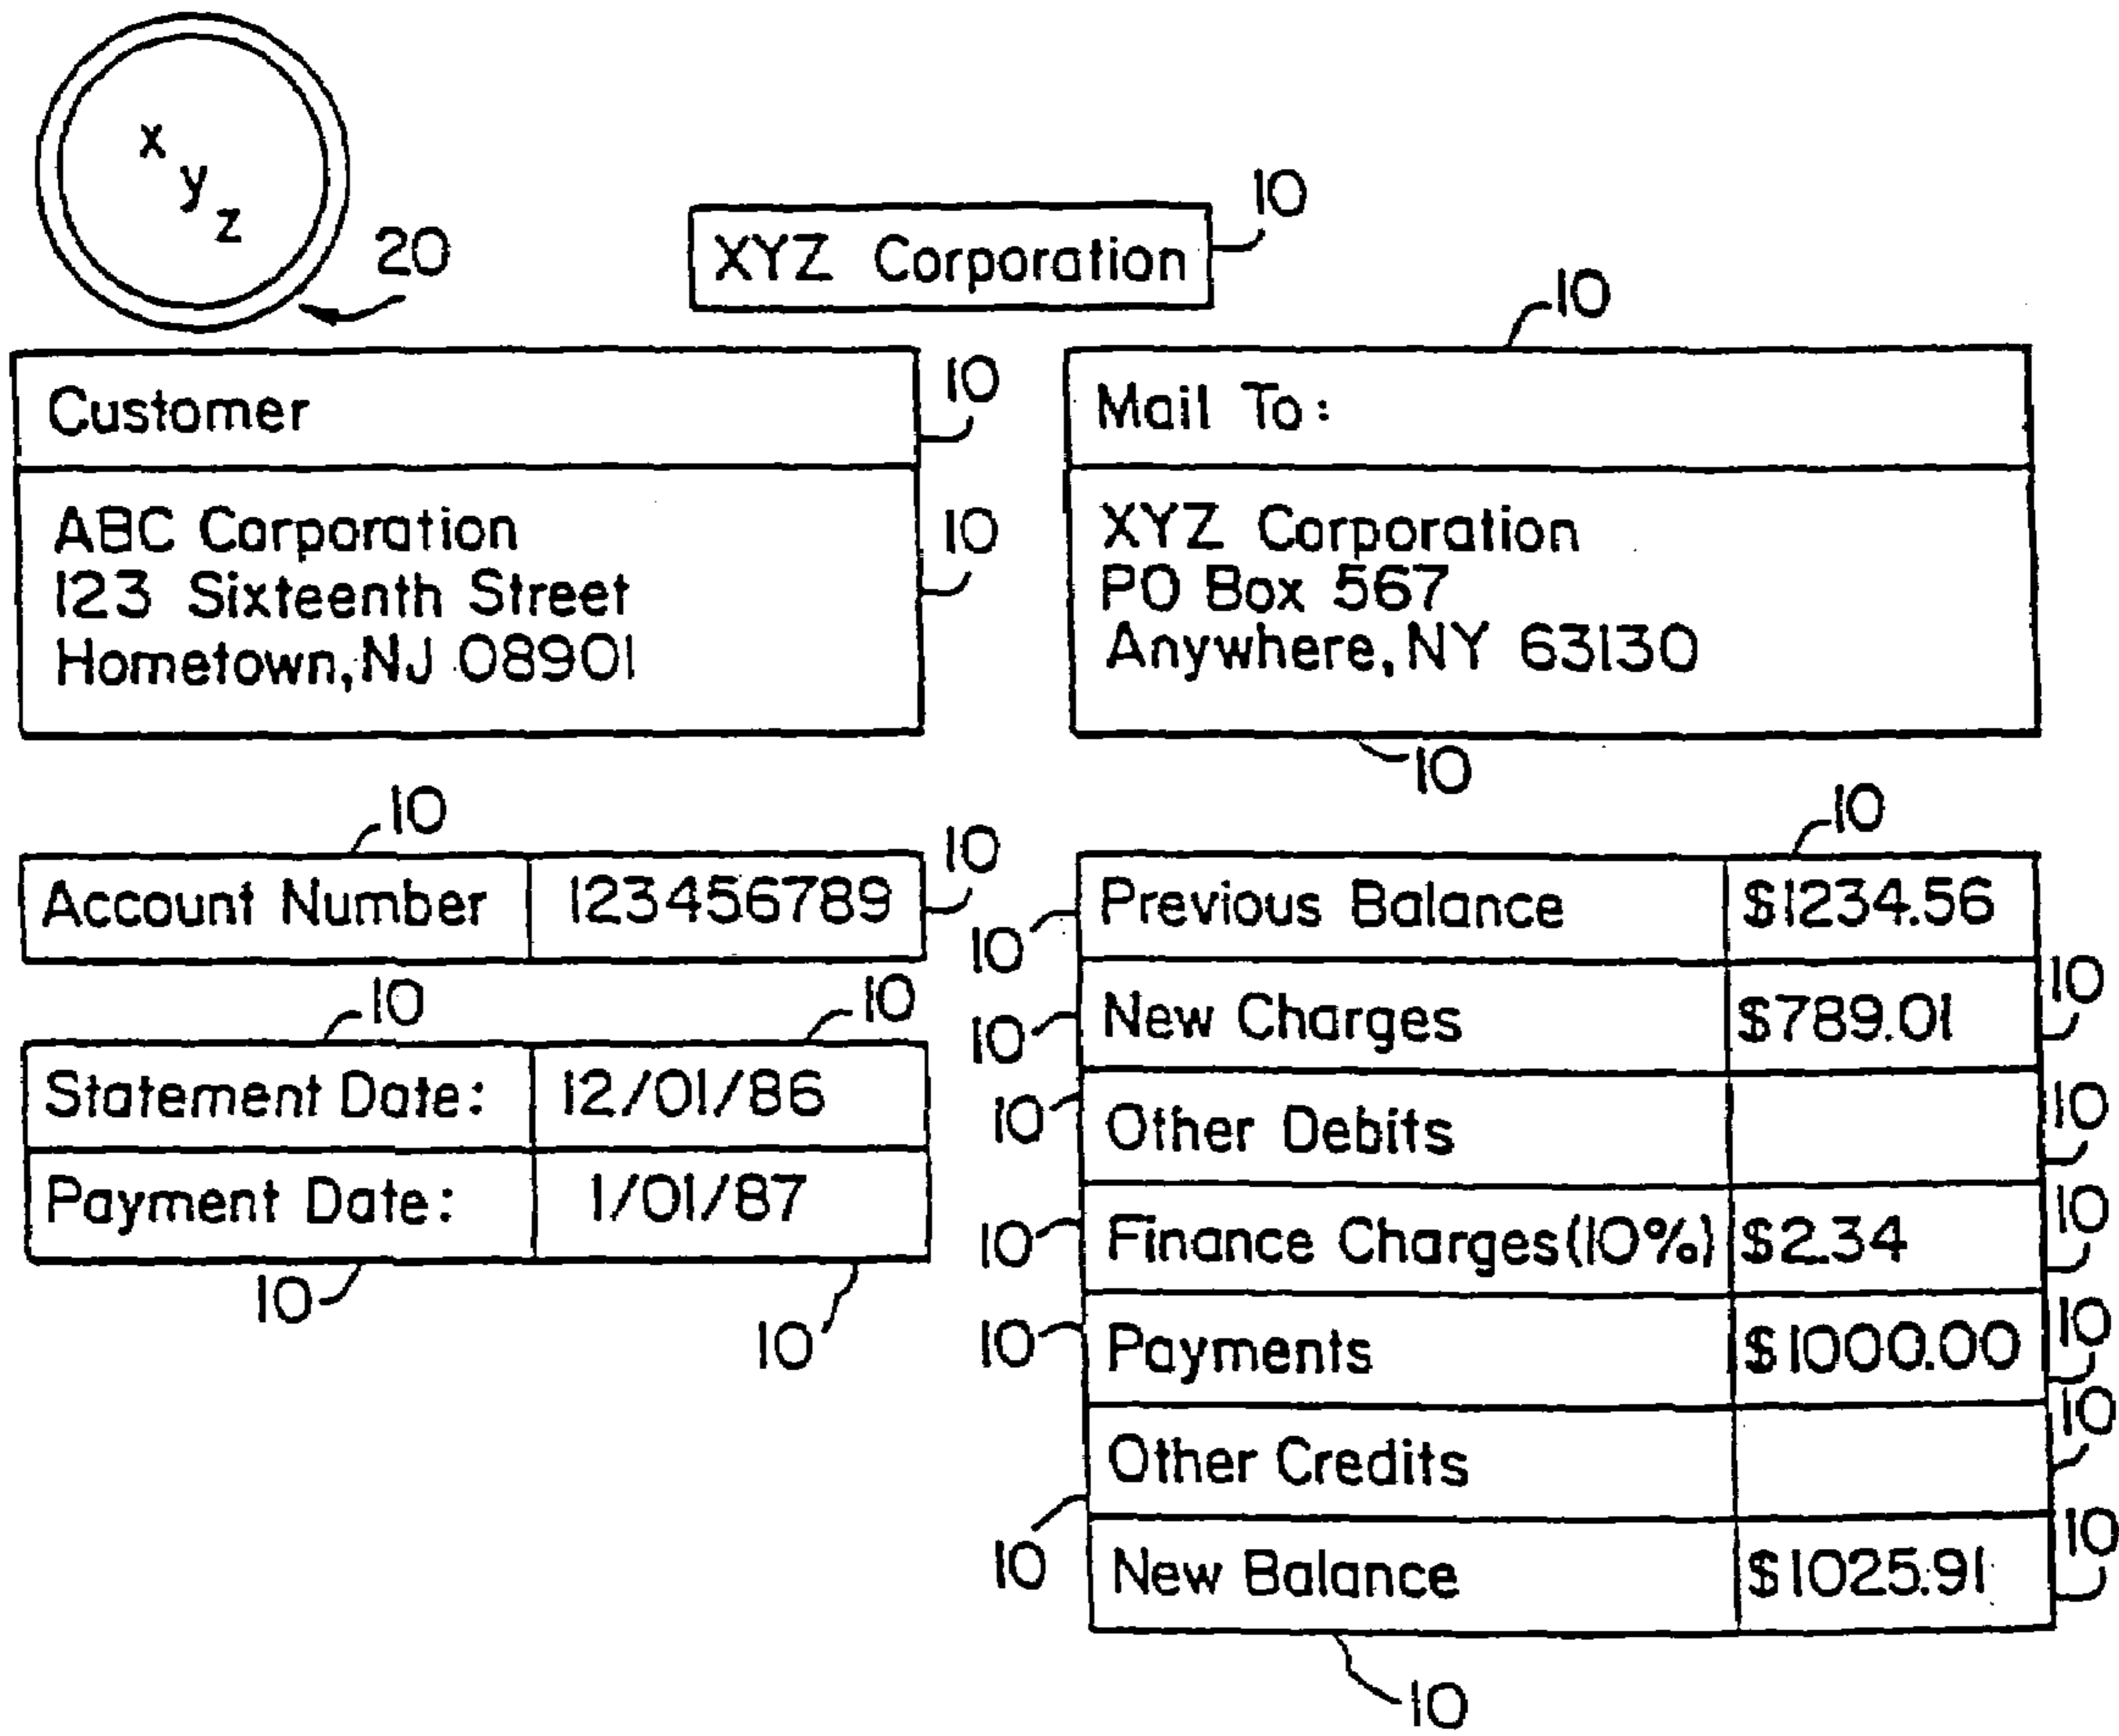 x
y
z
20
XYZ Corporation
10
10
Customer
10
Mail To:
ABC Corporation
123 Sixteenth Street
Hometown, NJ 08901
10
XYZ Corporation
PO Box 567
Anywhere, NY 63130
10
10
10
Account Number 123456789
10
10
10
Previous Balance $1234.56
10
10
New Charges $789.01
10
10
Statement Date: 12/01/86
10
Other Debits
10
Payment Date: 1/01/87
10
10
10
Finance Charges (10%) $2.34
10
10
Payments $1000.00
10
Other Credits
10
10
New Balance $1025.91
10
10